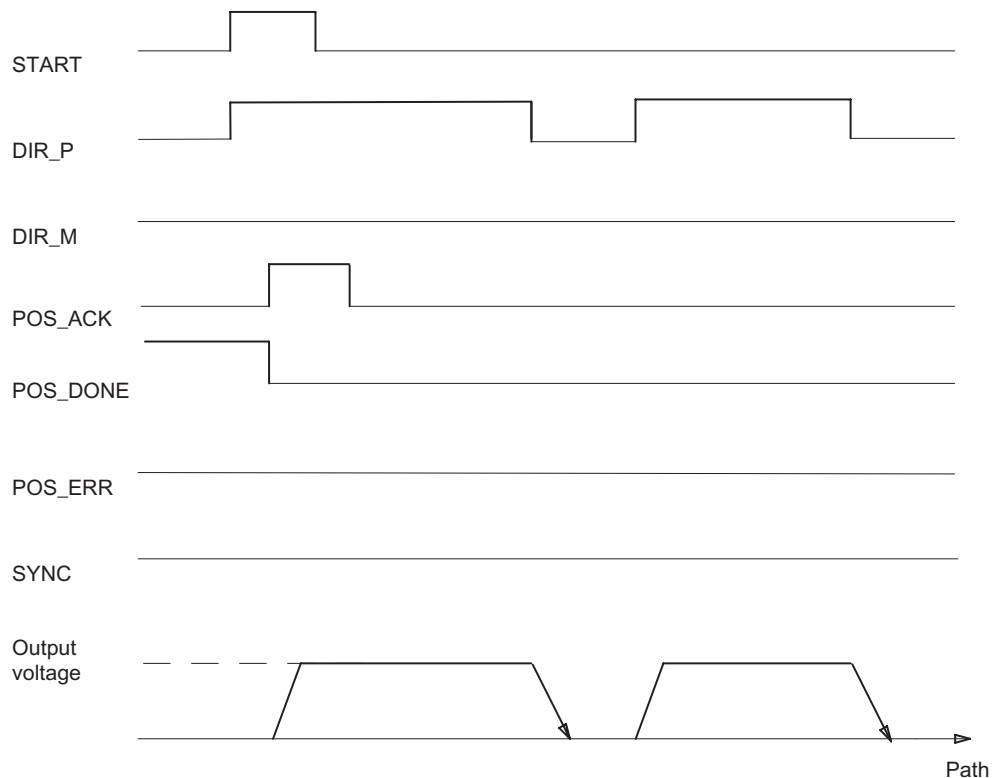 START
DIR_P
DIR_M
POS_ACK
POS_DONE
POS_ERR
SYNC
Output
voltage
Path